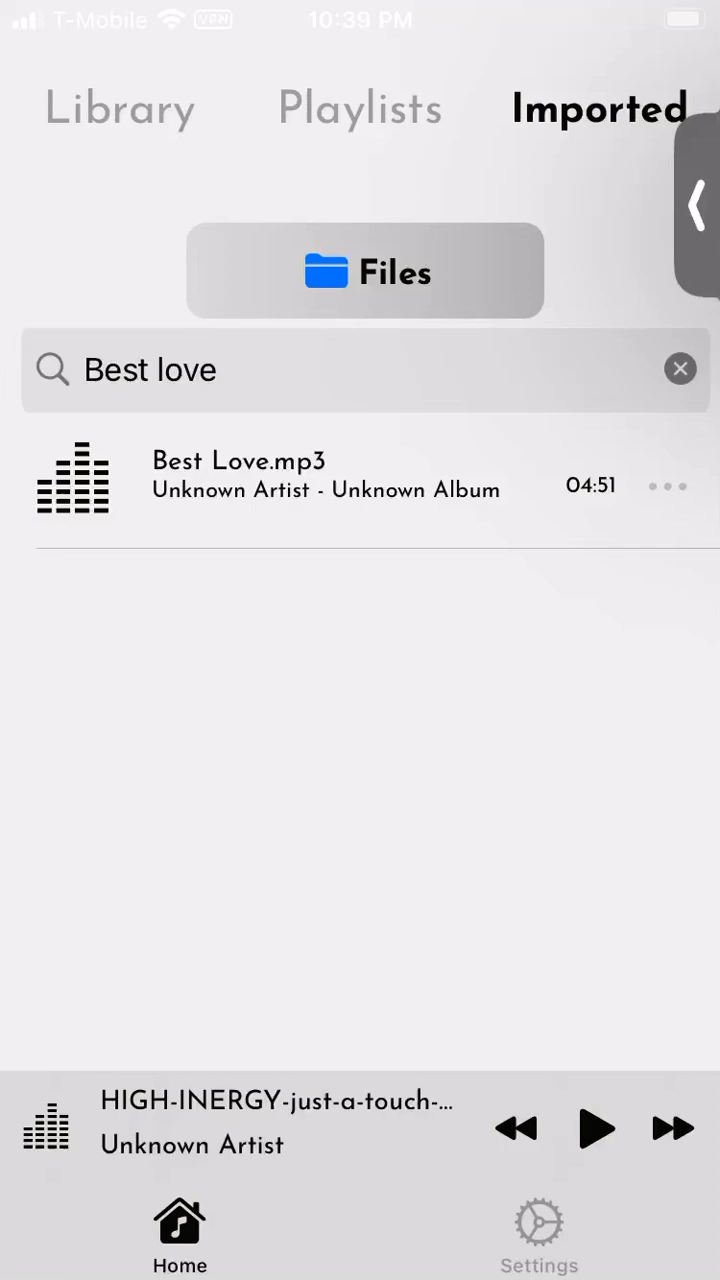 T-Mobile VPN 10:39 PM
Library Playlists Imported
Files
Best love
Best Love.mp3
Unknown Artist - Unknown Album
04:51
HIGH-INERGY-just-a-touch-...
Unknown Artist
Home Settings